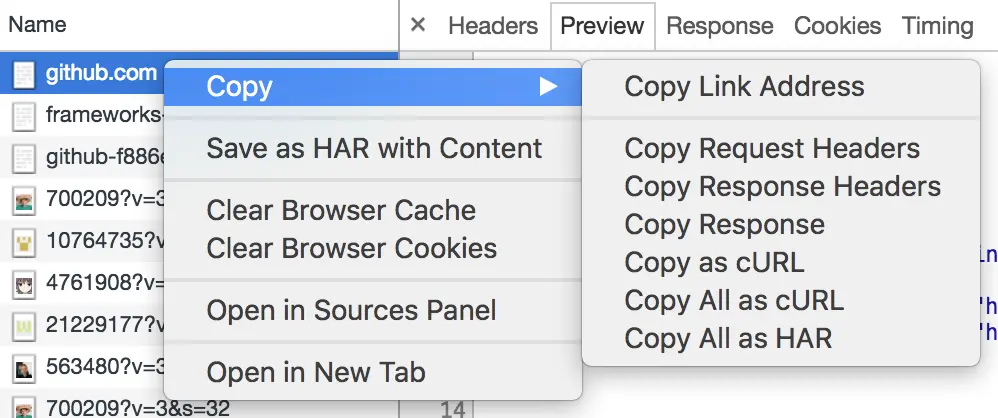 Name
× Headers Preview Response Cookies Timing
github.com
frameworks-
github-f886e
700209?v=3
10764735?v
4761908?v=
21229177?v
563480?v=3
700209?v=3&s=32
Copy
Save as HAR with Content
Clear Browser Cache
Clear Browser Cookies
Open in Sources Panel
Open in New Tab
Copy Link Address
Copy Request Headers
Copy Response Headers
Copy Response
Copy as cURL
Copy All as cURL
Copy All as HAR
in
"h
"h
14